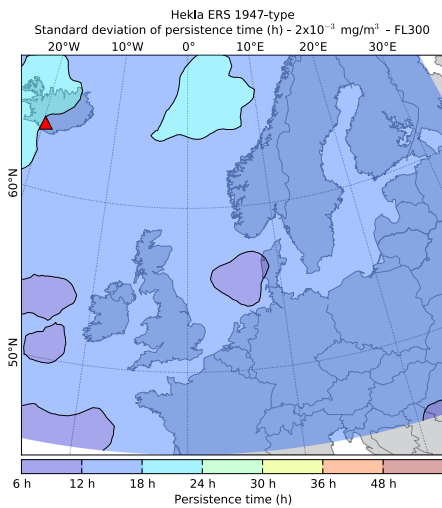 Hekla ERS 1947-type
Standard deviation of persistence time (h) - 2x10⁻³ mg/m³ - FL300
20°W 10°W 0° 10°E 20°E 30°E
60°N
50°N
6 h 12 h 18 h 24 h 30 h 36 h 48 h
Persistence time (h)